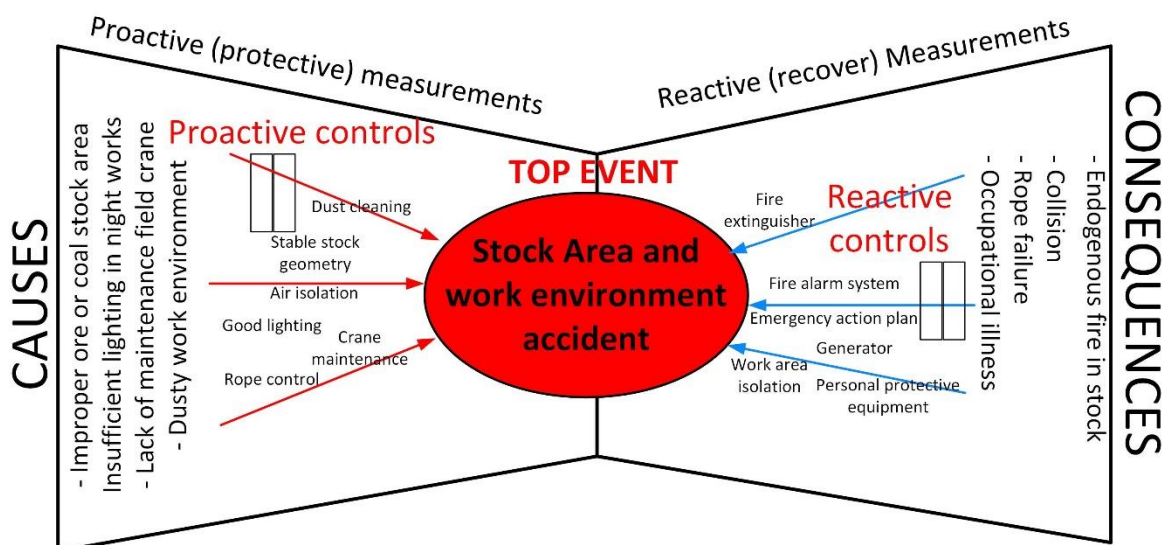 Proactive (protective) measurements
Reactive (recover) Measurements
CAUSES
- Improper ore or coal stock area
Insufficient lighting in night works
- Lack of maintenance field crane
- Dusty work environment
Proactive controls
Dust cleaning
Stable stock
geometry
Air isolation
Good lighting
Crane
maintenance
Rope control
TOP EVENT
Stock Area and
work environment
accident
Fire
extinguisher
Reactive
controls
Fire alarm system
Emergency action plan
Generator
Work area
isolation
Personal protective
equipment
- Endogenous fire in stock
- Collision
- Rope failure
- Occupational illness
CONSEQUENCES